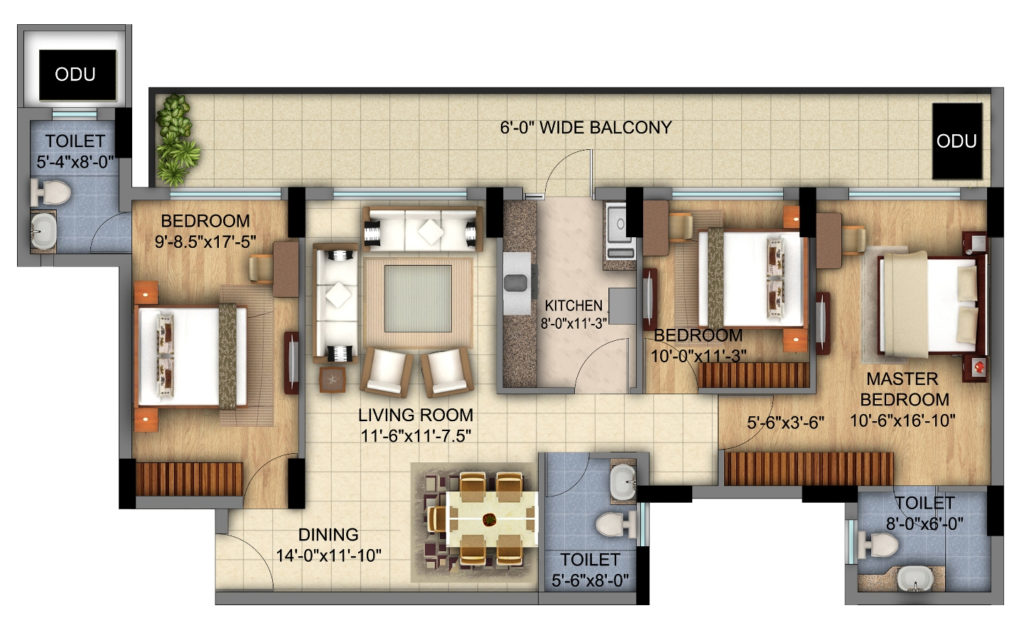 ODU
6'-0" WIDE BALCONY
ODU
TOILET
5'-4"x8'-0"
BEDROOM
9'-8.5"x17'-5"
KITCHEN
8'-0"x11'-3"
BEDROOM
10'-0"x11'-3"
MASTER
BEDROOM
10'-6"x16'-10"
5'-6"x3'-6"
LIVING ROOM
11'-6"x11'-7.5"
DINING
14'-0"x11'-10"
TOILET
5'-6"x8'-0"
TOILET
8'-0"x6'-0"